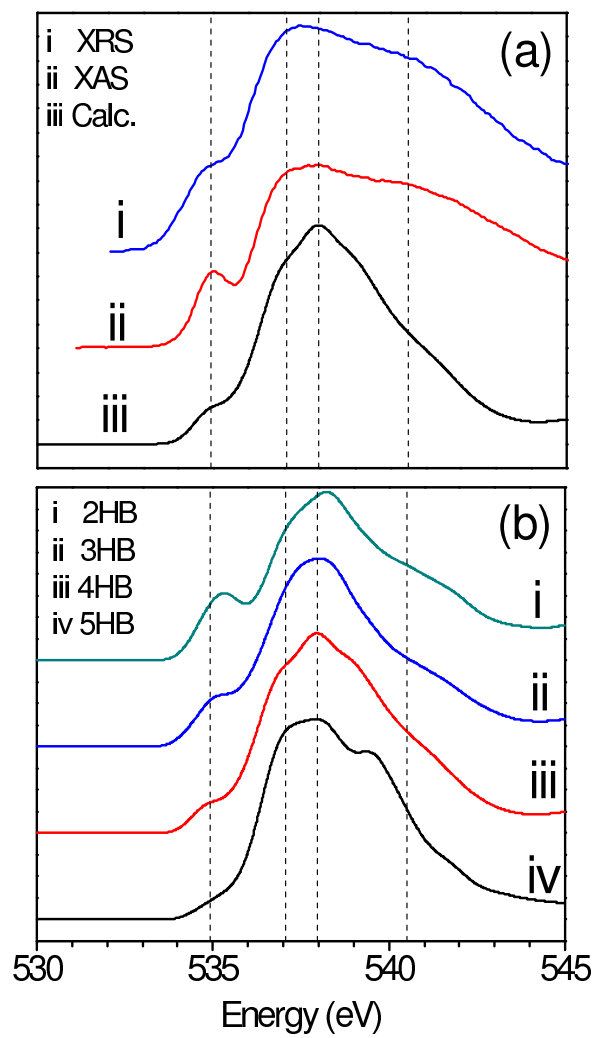 i XRS
ii XAS
iii Calc.
(a)
i
ii
iii
i 2HB
ii 3HB
iii 4HB
iv 5HB
(b)
i
ii
iii
iv
530 535 540 545
Energy (eV)